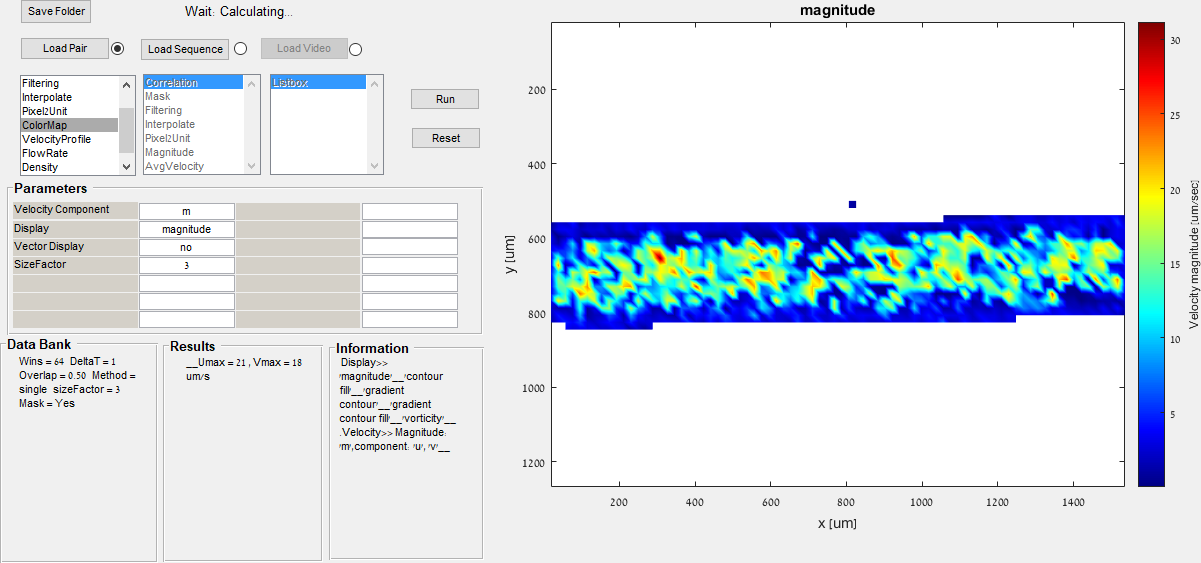 Save Folder
Wait: Calculating...
Load Pair
Load Sequence
Load Video
Filtering
Interpolate
Pixel2Unit
ColorMap
VelocityProfile
FlowRate
Density
Correlation
Mask
Filtering
Interpolate
Pixel2Unit
Magnitude
AvgVelocity
Listbox
Run
Reset
Parameters
Velocity Component
m
Display
magnitude
Vector Display
no
SizeFactor
3
Data Bank
Wins = 64 DeltaT = 1
Overlap = 0.50 Method =
single sizeFactor = 3
Mask = Yes
Results
__Umax = 21 , Vmax = 18
um/s
Information
Display>>
'magnitude'__'contour
fill'__'gradient
contour'__'gradient
contour fill'__'vorticity'__
.Velocity>> Magnitude:
'm',component: 'u', 'v'__
magnitude
200
400
600
800
1000
1200
y [um]
200
400
600
800
1000
1200
1400
x [um]
30
25
20
15
10
5
Velocity magnitude [um/sec]